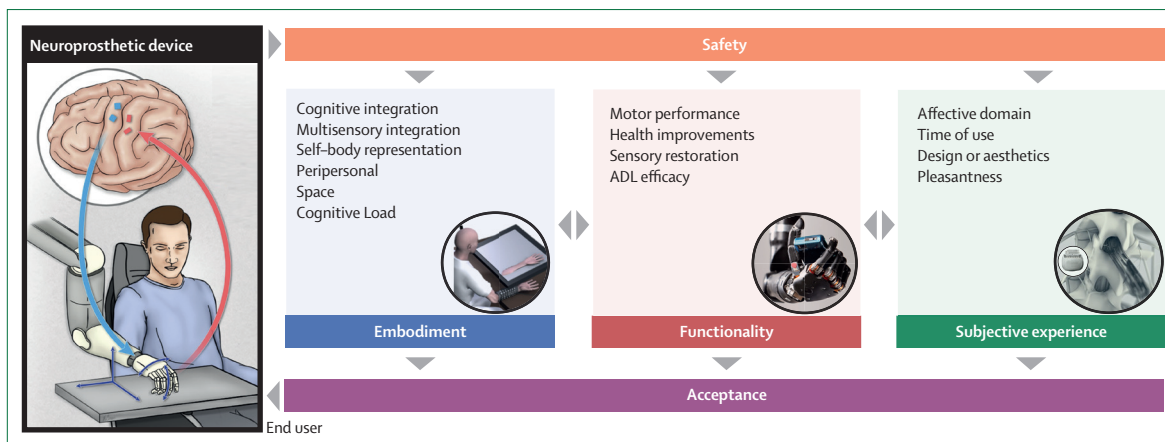 Neuroprosthetic device
Safety
Cognitive integration
Multisensory integration
Self–body representation
Peripersonal
Space
Cognitive Load
Embodiment
Motor performance
Health improvements
Sensory restoration
ADL efficacy
Functionality
Affective domain
Time of use
Design or aesthetics
Pleasantness
Subjective experience
Acceptance
End user